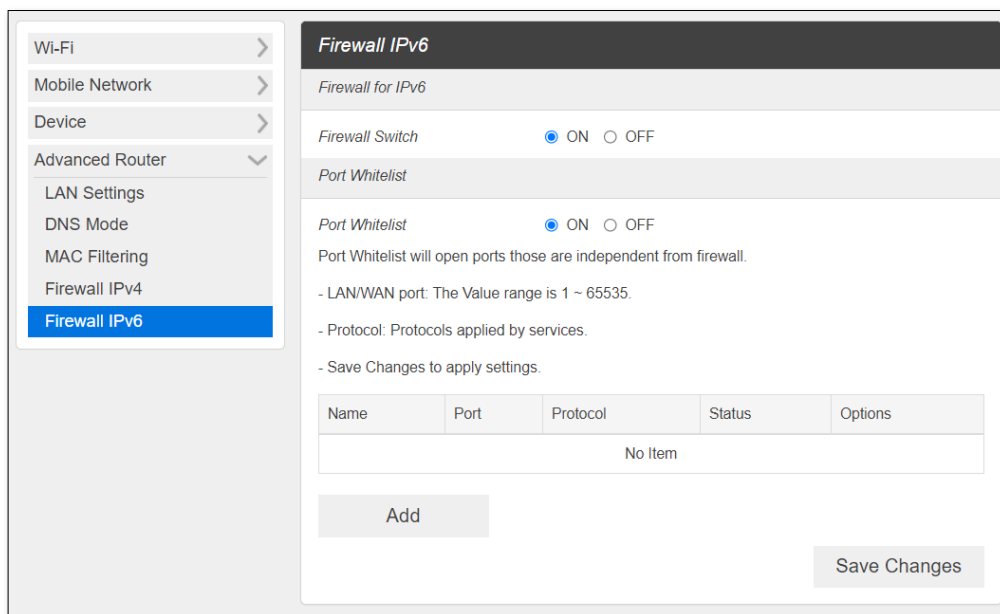 Wi-Fi
Mobile Network
Device
Advanced Router
LAN Settings
DNS Mode
MAC Filtering
Firewall IPv4
Firewall IPv6
Firewall IPv6
Firewall for IPv6
Firewall Switch ON OFF
Port Whitelist
Port Whitelist ON OFF
Port Whitelist will open ports those are independent from firewall.
- LAN/WAN port: The Value range is 1 ~ 65535.
- Protocol: Protocols applied by services.
- Save Changes to apply settings.
Name Port Protocol Status Options
No Item
Add
Save Changes